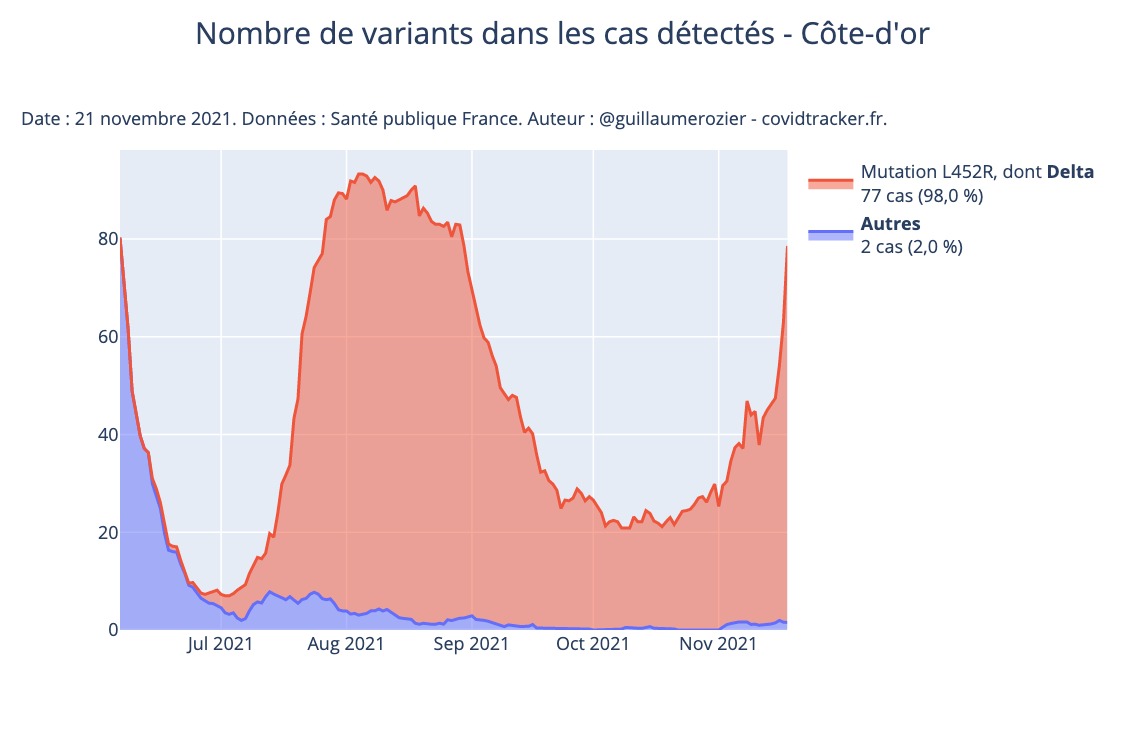 Nombre de variants dans les cas détectés - Côte-d'or
Date : 21 novembre 2021. Données : Santé publique France. Auteur : @guillaumerozier - covidtracker.fr.
Mutation L452R, dont Delta
77 cas (98,0 %)
Autres
2 cas (2,0 %)
80
60
40
20
0
Jul 2021 Aug 2021 Sep 2021 Oct 2021 Nov 2021